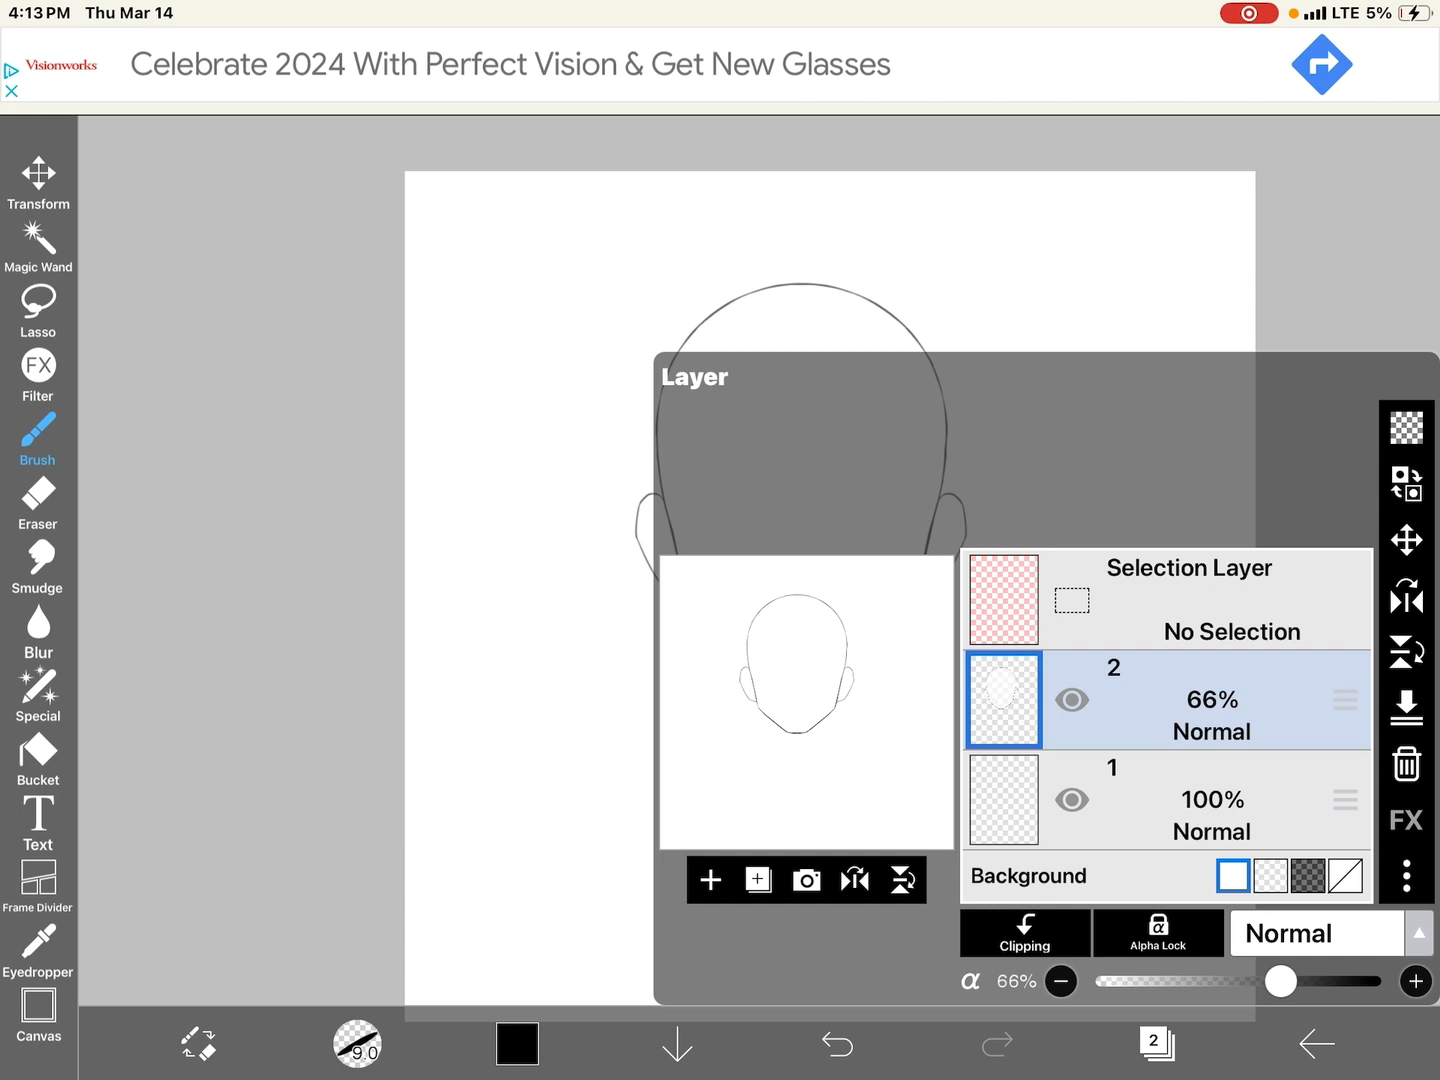 4:13 PM Thu Mar 14
LTE 5%
Visionworks
Celebrate 2024 With Perfect Vision & Get New Glasses
Transform
Magic Wand
Lasso
FX
Filter
Brush
Eraser
Smudge
Blur
Special
Bucket
T
Text
Frame Divider
Eyedropper
Canvas
Layer
Selection Layer
No Selection
2
66%
Normal
1
100%
Normal
Background
FX
Clipping
α
Alpha Lock
Normal
α 66%
9.0
2